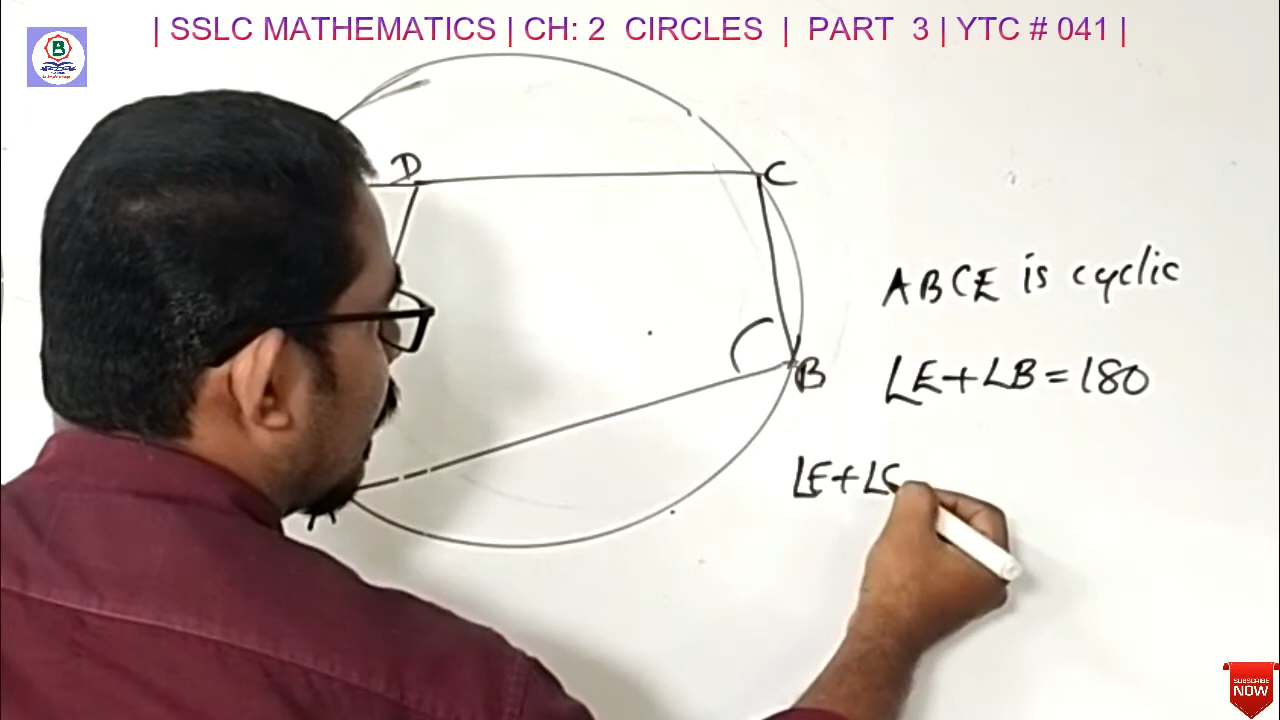 | SSLC MATHEMATICS | CH: 2 CIRCLES | PART 3 | YTC # 041 |
B
D
C
B
ABCE is cyclic
∠E+∠B=180
∠E+∠
SUBSCRIBE
NOW